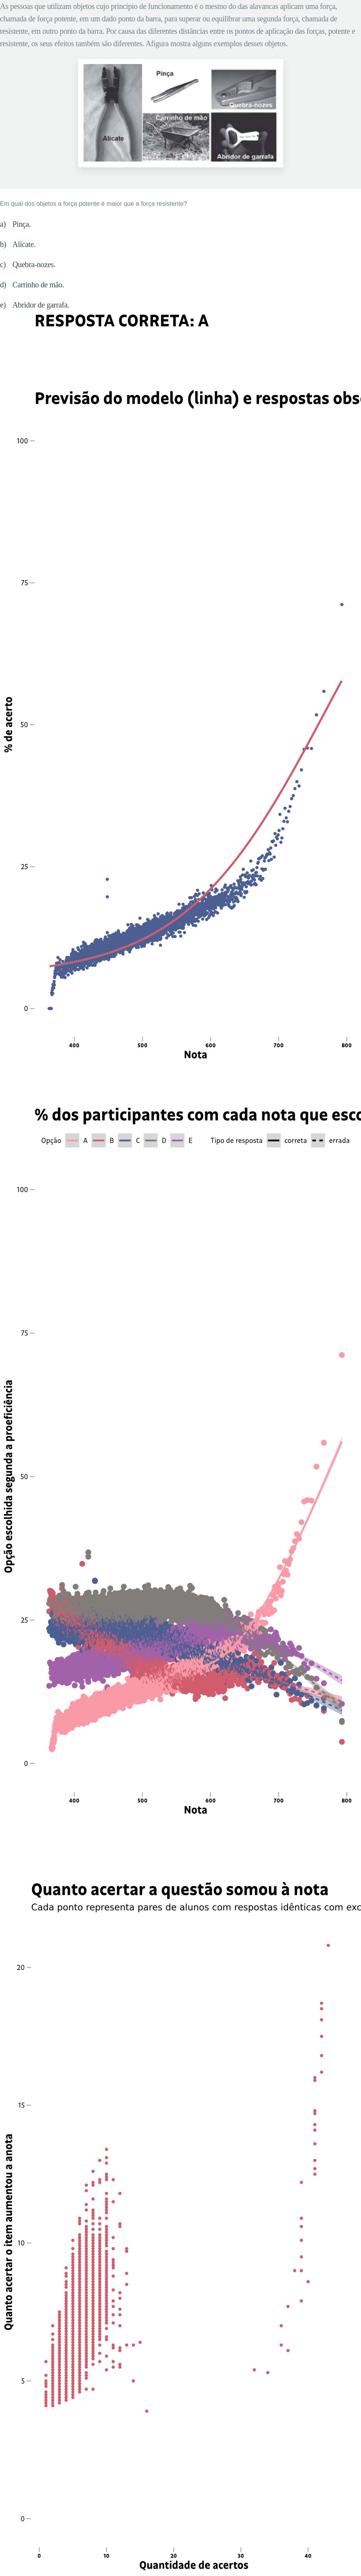 As pessoas que utilizam objetos cujo princípio de funcionamento é o mesmo do das alavancas aplicam uma força,
chamada de força potente, em um dado ponto da barra, para superar ou equilibrar uma segunda força, chamada de
resistente, em outro ponto da barra. Por causa das diferentes distâncias entre os pontos de aplicação das forças, potente e
resistente, os seus efeitos também são diferentes. Afigura mostra alguns exemplos desses objetos.
Pinça
Quebra-nozes
Carrinho de mão
Alicate
Abridor de garrafa
Em qual dos objetos a força potente é maior que a força resistente?
a) Pinça.
b) Alicate.
c) Quebra-nozes.
d) Carrinho de mão.
e) Abridor de garrafa.
RESPOSTA CORRETA: A
Previsão do modelo (linha) e respostas obs
100
75
50
25
0
% de acerto
400 500 600 700 800
Nota
% dos participantes com cada nota que esco
Opção A B C D E Tipo de resposta correta errada
100
75
50
25
0
Opção escolhida segunda a proeficiência
400 500 600 700 800
Nota
Quanto acertar a questão somou à nota
Cada ponto representa pares de alunos com respostas idênticas com exc
20
15
10
5
0
Quanto acertar o item aumentou a anota
0 10 20 30 40
Quantidade de acertos